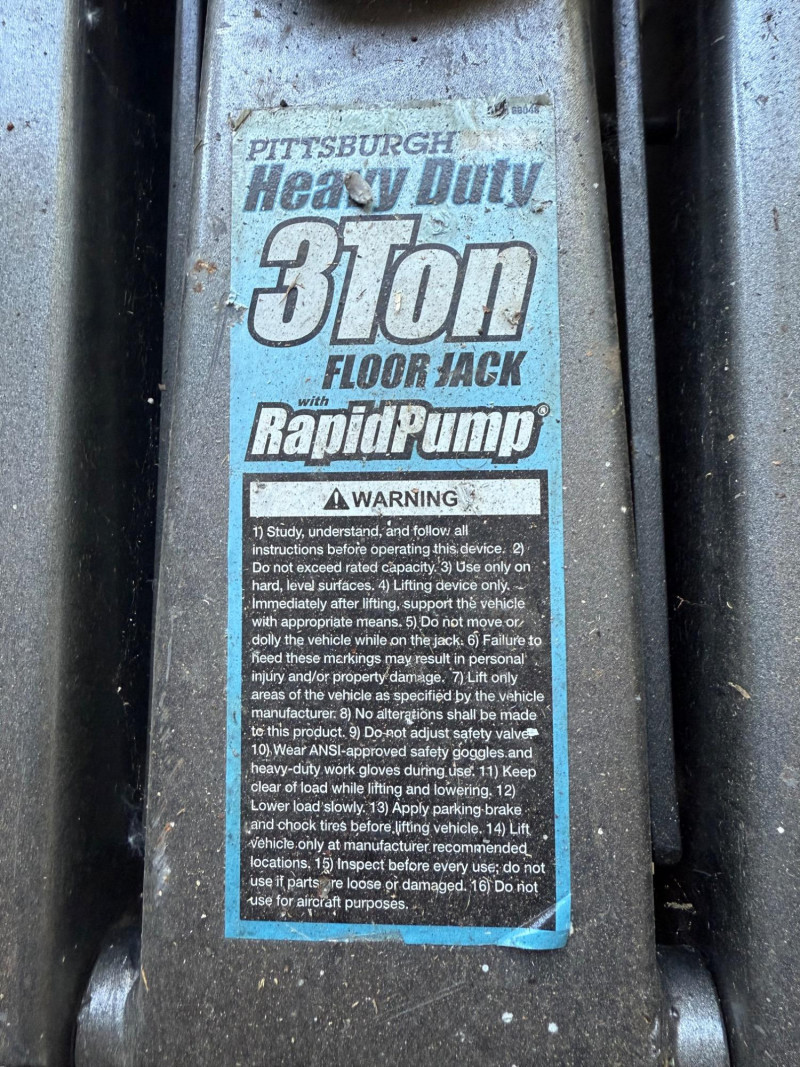 68048
PITTSBURGH
Heavy Duty
3Ton
FLOOR JACK
with
RapidPump®
⚠ WARNING
1) Study, understand, and follow all
instructions before operating this device. 2)
Do not exceed rated capacity. 3) Use only on
hard, level surfaces. 4) Lifting device only.
Immediately after lifting, support the vehicle
with appropriate means. 5) Do not move or
dolly the vehicle while on the jack. 6) Failure to
heed these markings may result in personal
injury and/or property damage. 7) Lift only
areas of the vehicle as specified by the vehicle
manufacturer. 8) No alterations shall be made
to this product. 9) Do not adjust safety valve.
10) Wear ANSI-approved safety goggles and
heavy-duty work gloves during use. 11) Keep
clear of load while lifting and lowering. 12)
Lower load slowly. 13) Apply parking brake
and chock tires before lifting vehicle. 14) Lift
vehicle only at manufacturer recommended
locations. 15) Inspect before every use; do not
use if parts are loose or damaged. 16) Do not
use for aircraft purposes.